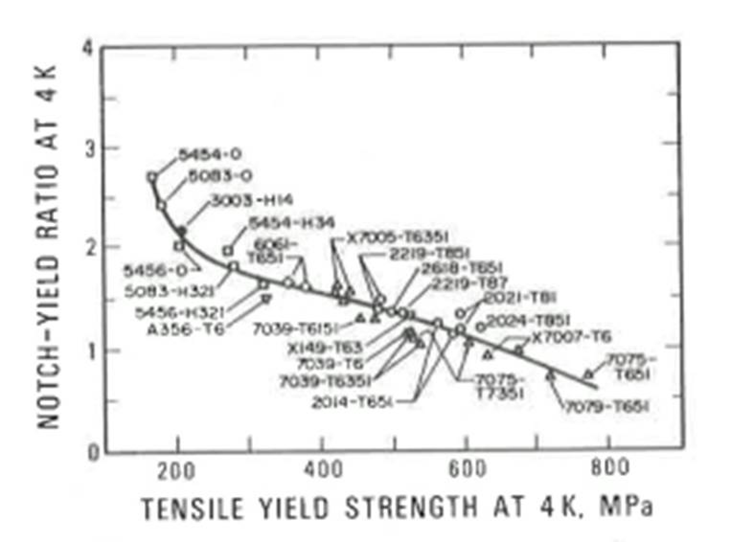 NOTCH-YIELD RATIO AT 4 K
4
3
2
1
0
5454-O
5083-O
3003-H14
5454-H34
6061-
T651
X7005-T6351
2219-T851
2618-T651
2219-T87
2021-T81
2024-T851
X7007-T6
7075-
T651
7079-T651
7075-
T7351
5456-O
5083-H321
5456-H321
A356-T6
7039-T6151
X149-T63
7039-T6
7039-T6351
2014-T651
200
400
600
800
TENSILE YIELD STRENGTH AT 4 K, MPa